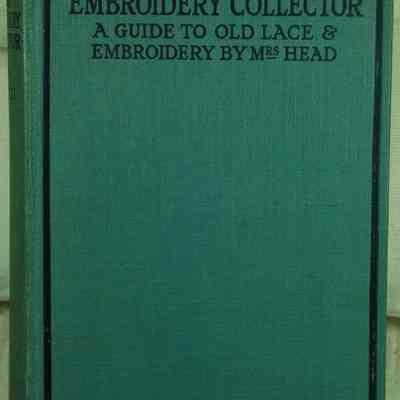 EMBROIDERY COLLECTOR
A GUIDE TO OLD LACE &
EMBROIDERY BY MRS HEAD